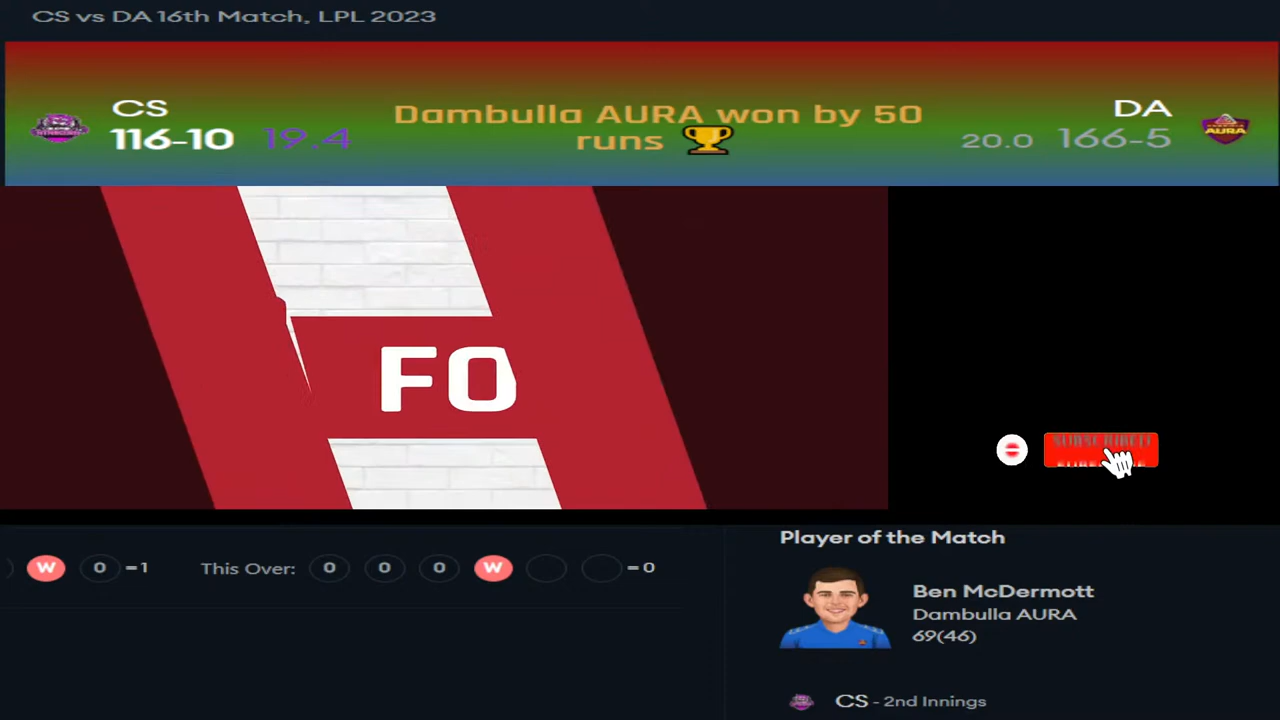 CS vs DA 16th Match, LPL 2023
CS
116-10 19.4
Dambulla AURA won by 50
runs
DA
20.0 166-5
AURA
FO
W 0 =1 This Over: 0 0 0 W =0
Player of the Match
Ben McDermott
Dambulla AURA
69(46)
CS - 2nd Innings